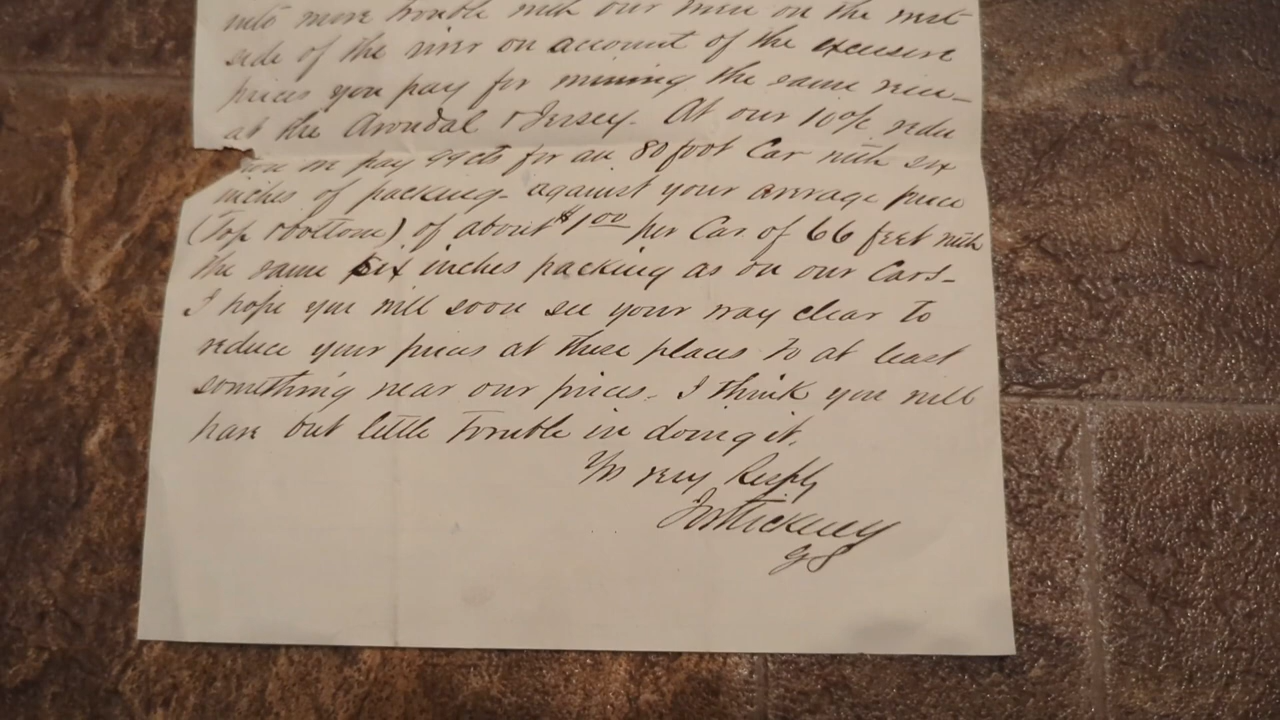 into more trouble with our men on the west
side of the river on account of the excessive
prices you pay for mining the same vein –
at the Avondal & Jersey. At our 10% redu
tion in pay 99cts for an 80 foot Car with six
inches of packing – against your average price
(Top & bottom) of about $1.00 per Car of 66 feet with
the same six inches packing as on our Cars –
I hope you will soon see your way clear to
reduce your prices at these places to at least
something near our prices. I think you will
have but little trouble in doing it.
Yrs very Respfly
Stickney
GS